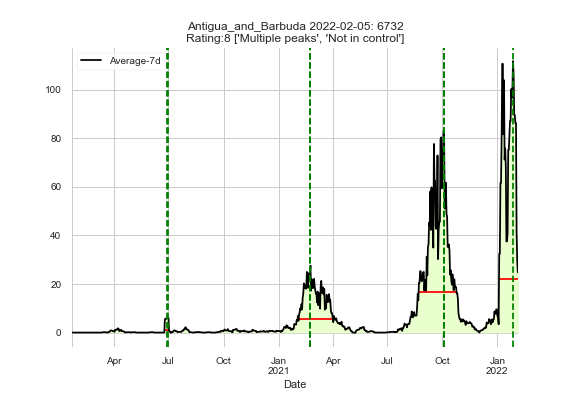 Antigua_and_Barbuda 2022-02-05: 6732
Rating:8 ['Multiple peaks', 'Not in control']
Average-7d
100
80
60
40
20
0
Apr
Jul
Oct
Jan
2021
Apr
Jul
Oct
Jan
2022
Date